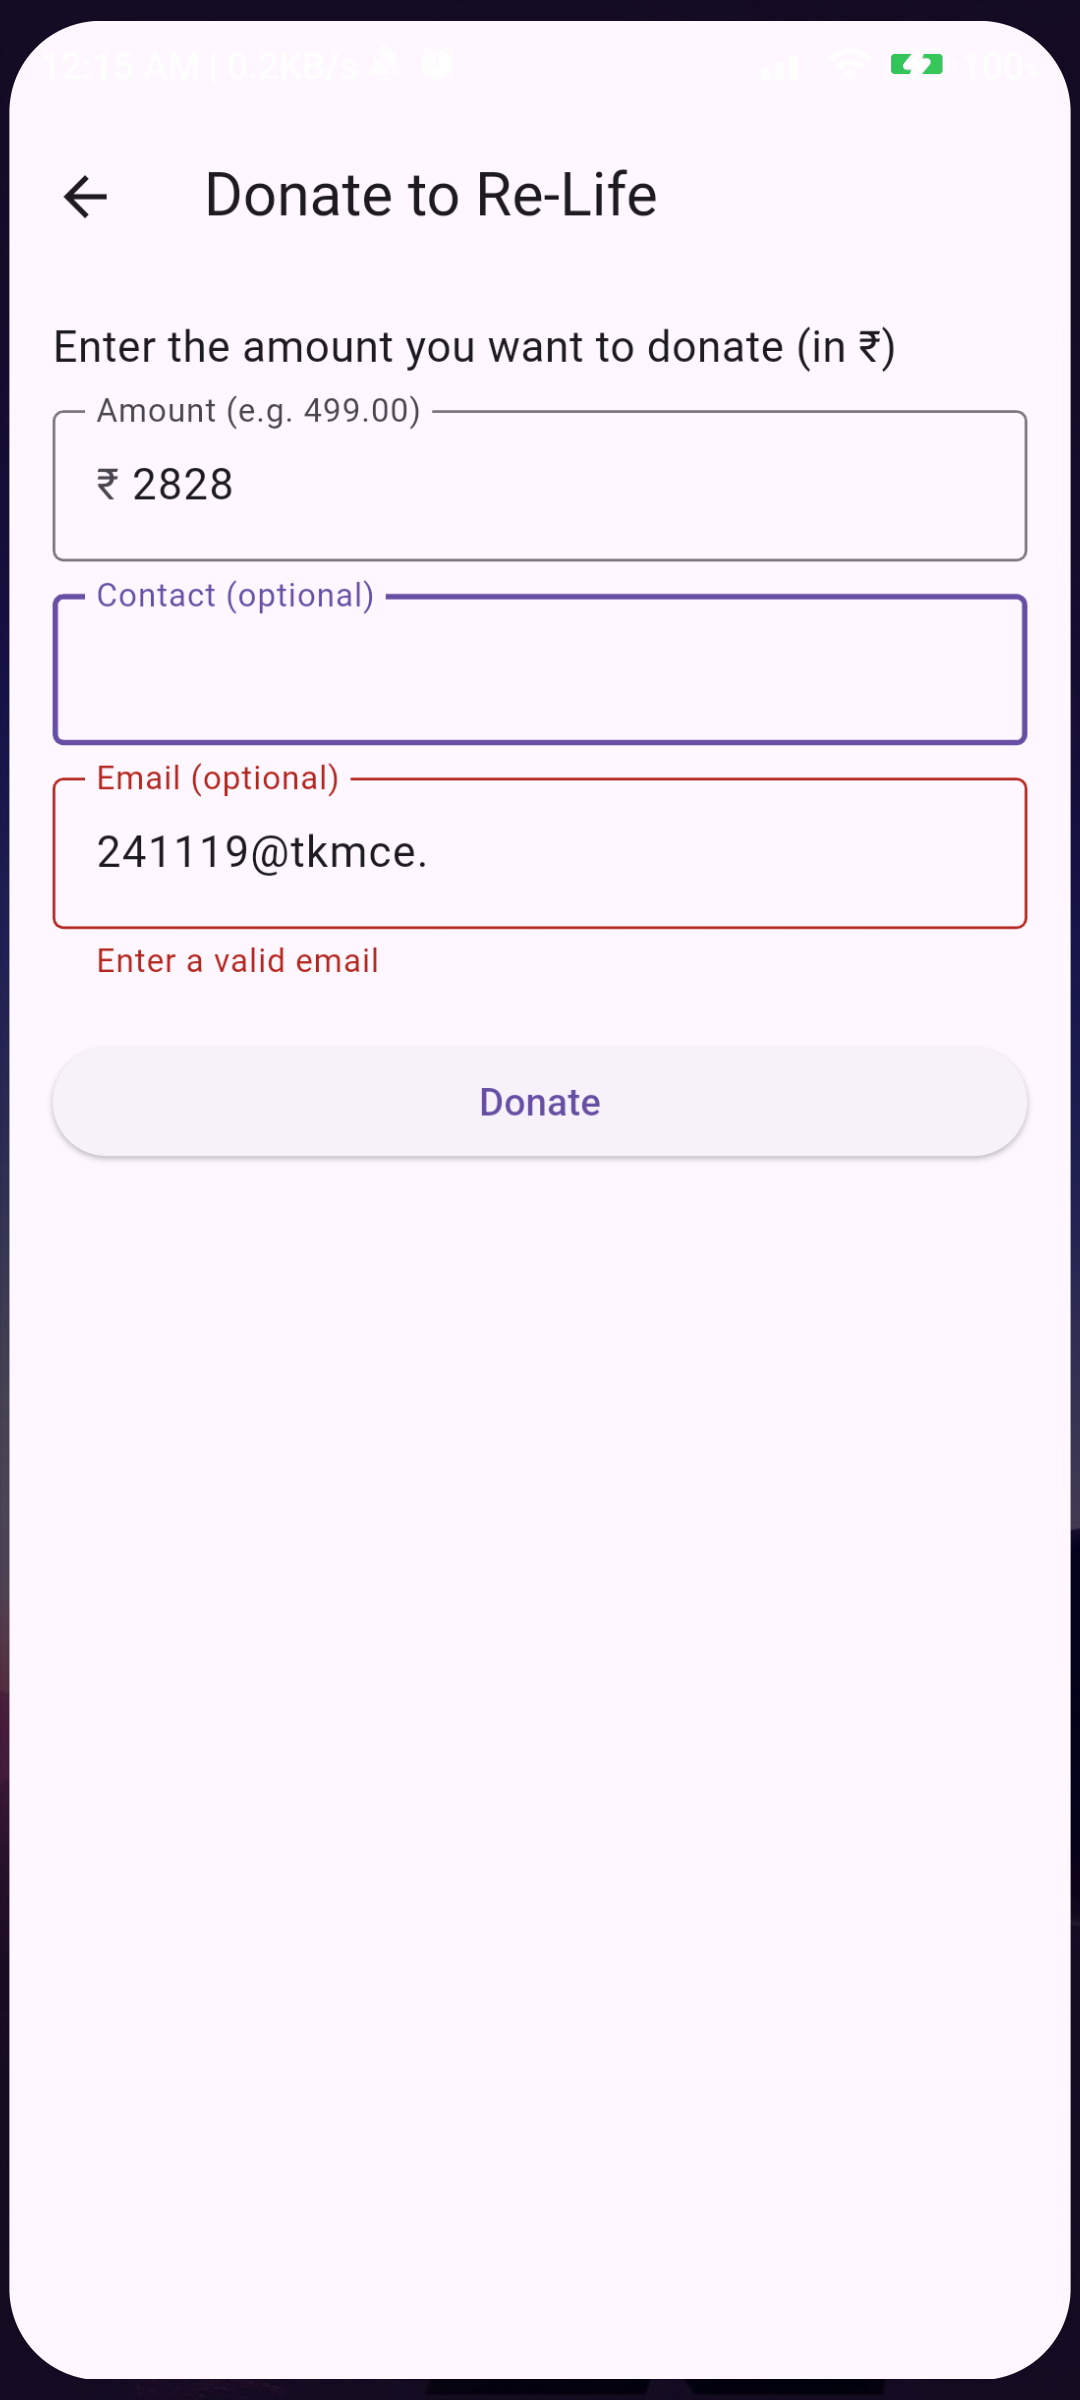 12:15 AM | 0.2KB/s
100
Donate to Re-Life
Enter the amount you want to donate (in ₹)
Amount (e.g. 499.00)
₹ 2828
Contact (optional)
Email (optional)
241119@tkmce.
Enter a valid email
Donate